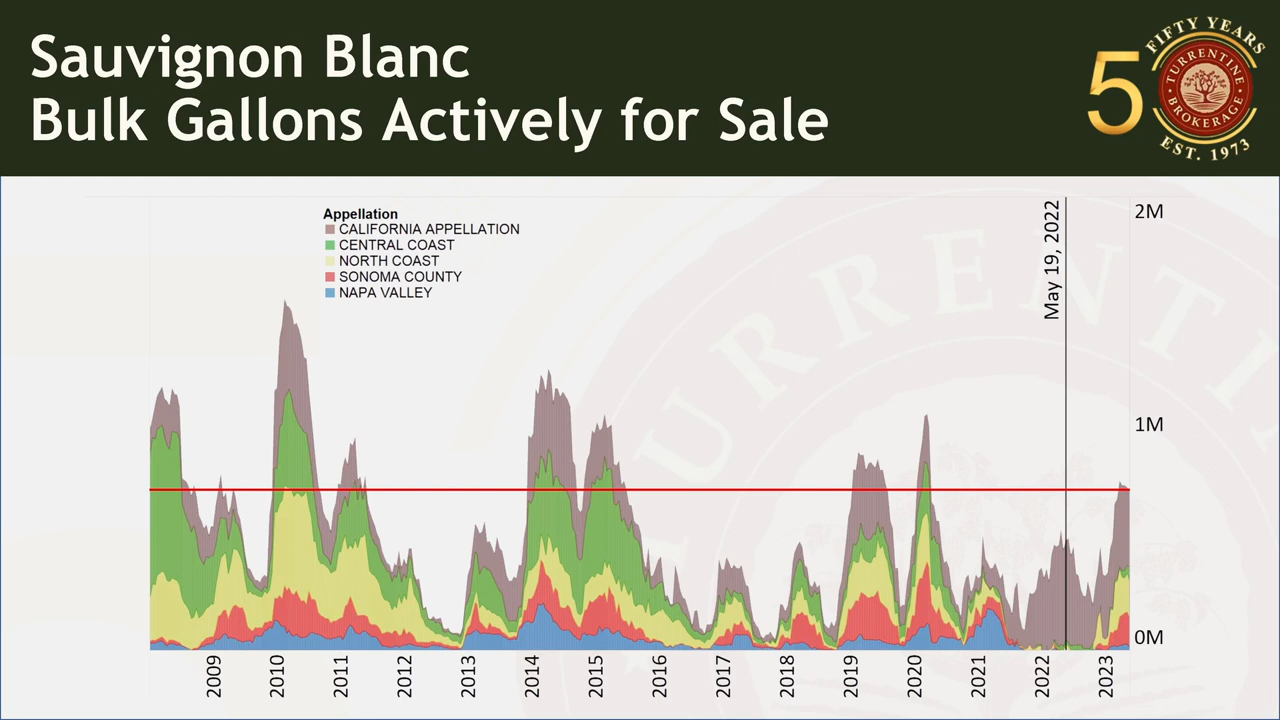 Sauvignon Blanc
Bulk Gallons Actively for Sale
50
FIFTY YEARS
TURRENTINE
BROKERAGE
EST. 1973
Appellation
CALIFORNIA APPELLATION
CENTRAL COAST
NORTH COAST
SONOMA COUNTY
NAPA VALLEY
May 19, 2022
2M
1M
0M
2009 2010 2011 2012 2013 2014 2015 2016 2017 2018 2019 2020 2021 2022 2023
TURRENTI